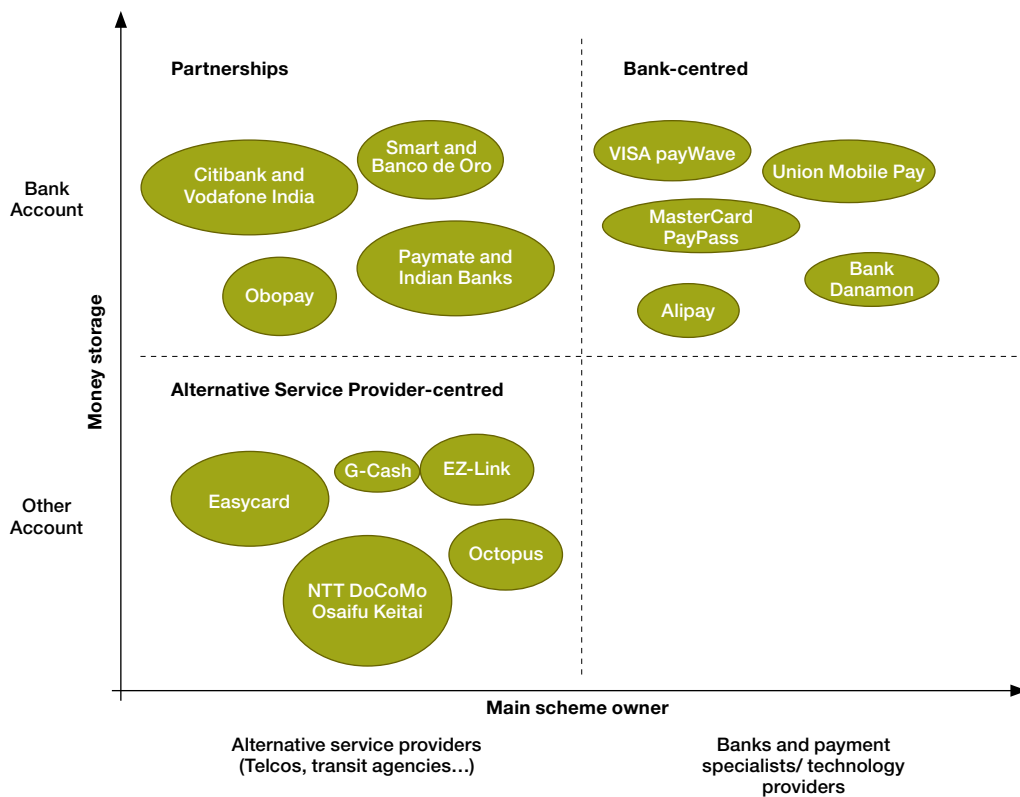 Partnerships
Bank-centred
Citibank and
Vodafone India
Smart and
Banco de Oro
Paymate and
Indian Banks
Obopay
VISA payWave
Union Mobile Pay
MasterCard
PayPass
Bank
Danamon
Alipay
Bank
Account
Money storage
Alternative Service Provider-centred
Easycard
G-Cash
EZ-Link
Octopus
NTT DoCoMo
Osaifu Keitai
Other
Account
Main scheme owner
Alternative service providers
(Telcos, transit agencies…)
Banks and payment
specialists/ technology
providers